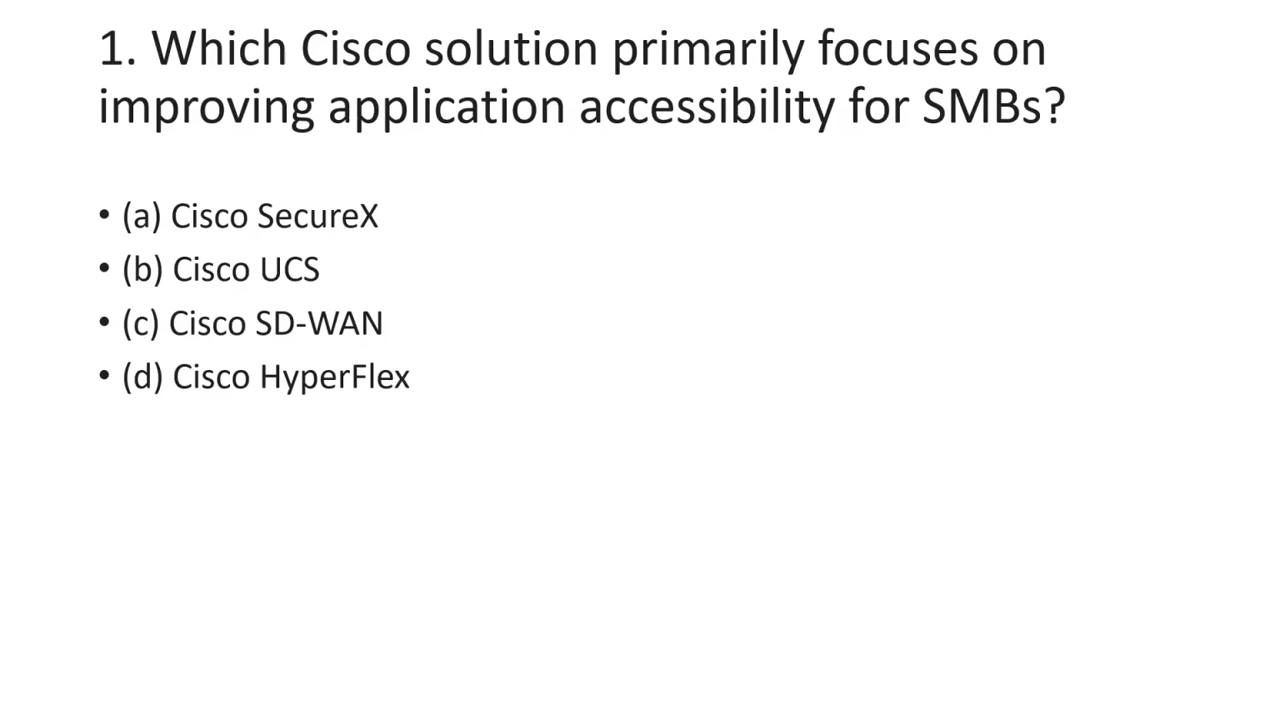 1. Which Cisco solution primarily focuses on
improving application accessibility for SMBs?
• (a) Cisco SecureX
• (b) Cisco UCS
• (c) Cisco SD-WAN
• (d) Cisco HyperFlex